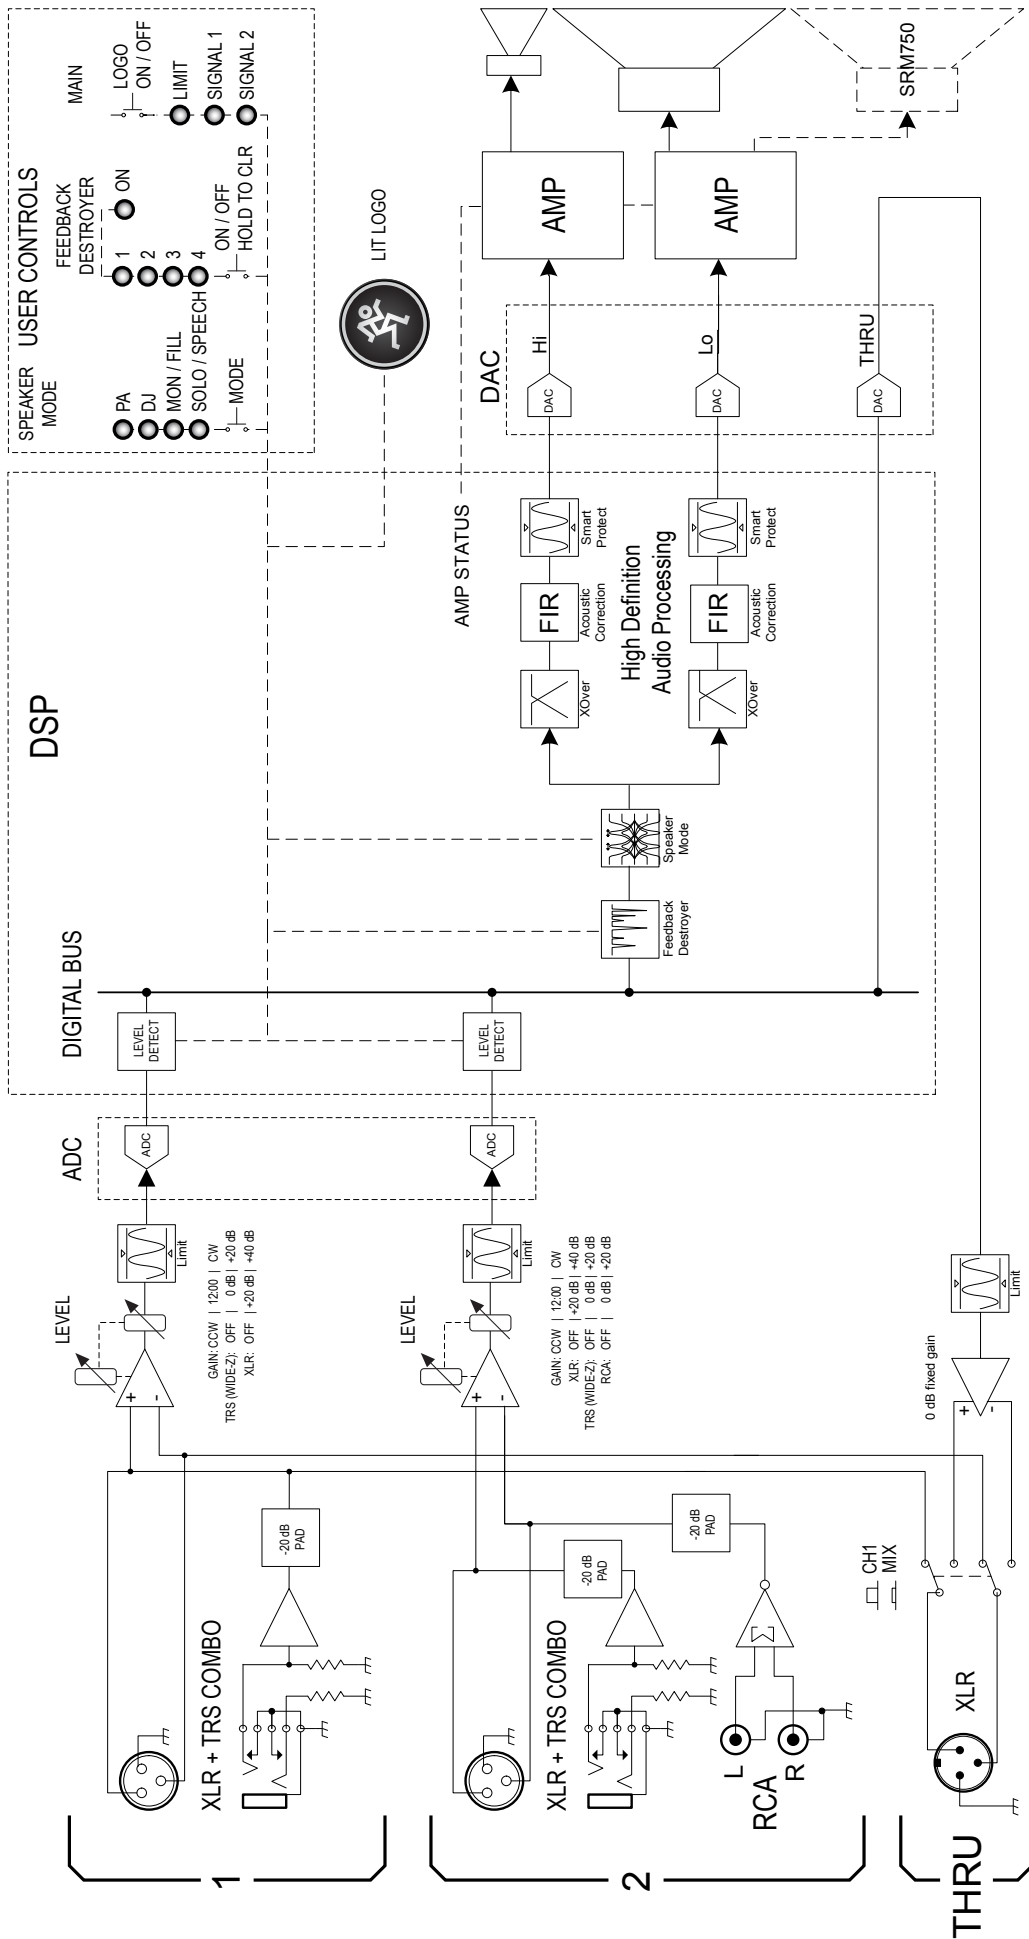 1
XLR + TRS COMBO
-20 dB
PAD
+
-
LEVEL
GAIN: CCW | 12:00 | CW
TRS (WIDE-Z): OFF | 0 dB | +20 dB
XLR: OFF | +20 dB | +40 dB
Limit
ADC
ADC
LEVEL
DETECT
DIGITAL BUS
DSP
2
XLR + TRS COMBO
-20 dB
PAD
-20 dB
PAD
L
R
RCA
Σ
+
-
LEVEL
GAIN: CCW | 12:00 | CW
XLR: OFF | +20 dB | +40 dB
TRS (WIDE-Z): OFF | 0 dB | +20 dB
RCA: OFF | 0 dB | +20 dB
Limit
ADC
LEVEL
DETECT
Feedback
Destroyer
Speaker
Mode
XOver
FIR
Acoustic
Correction
Smart
Protect
High Definition
Audio Processing
XOver
FIR
Acoustic
Correction
Smart
Protect
AMP STATUS
DAC
DAC
Hi
DAC
Lo
DAC
THRU
AMP
AMP
SRM750
LIT LOGO
USER CONTROLS
SPEAKER
MODE
PA
DJ
MON / FILL
SOLO / SPEECH
MODE
FEEDBACK
DESTROYER
1
2
3
4
ON
ON / OFF
HOLD TO CLR
MAIN
LOGO
ON / OFF
LIMIT
SIGNAL 1
SIGNAL 2
THRU
XLR
CH1
MIX
0 dB fixed gain
+
-
Limit